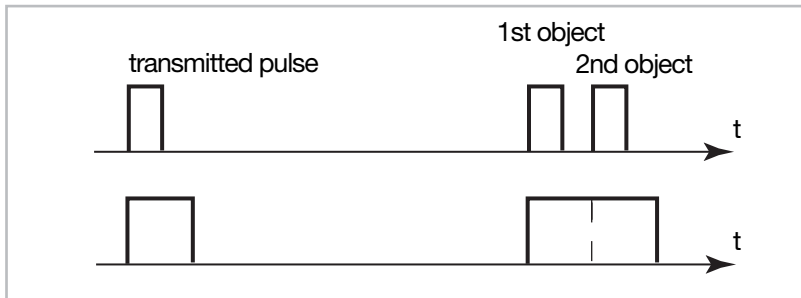 1st object
transmitted pulse
2nd object
t
t